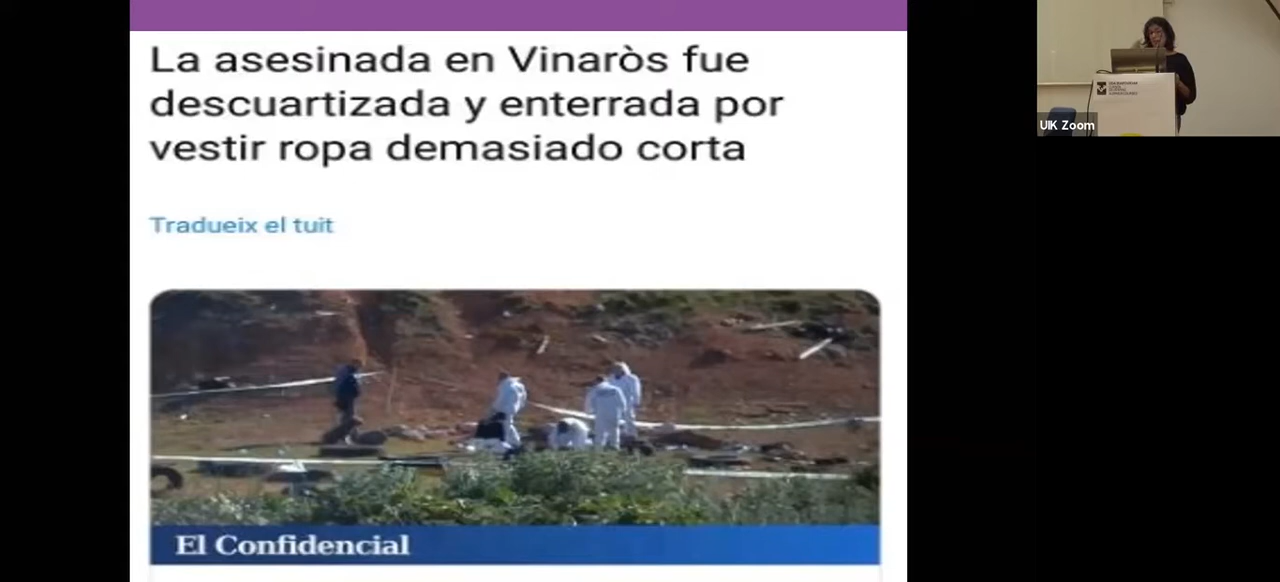 La asesinada en Vinaròs fue
descuartizada y enterrada por
vestir ropa demasiado corta
Tradueix el tuit
El Confidencial
UIK Zoom